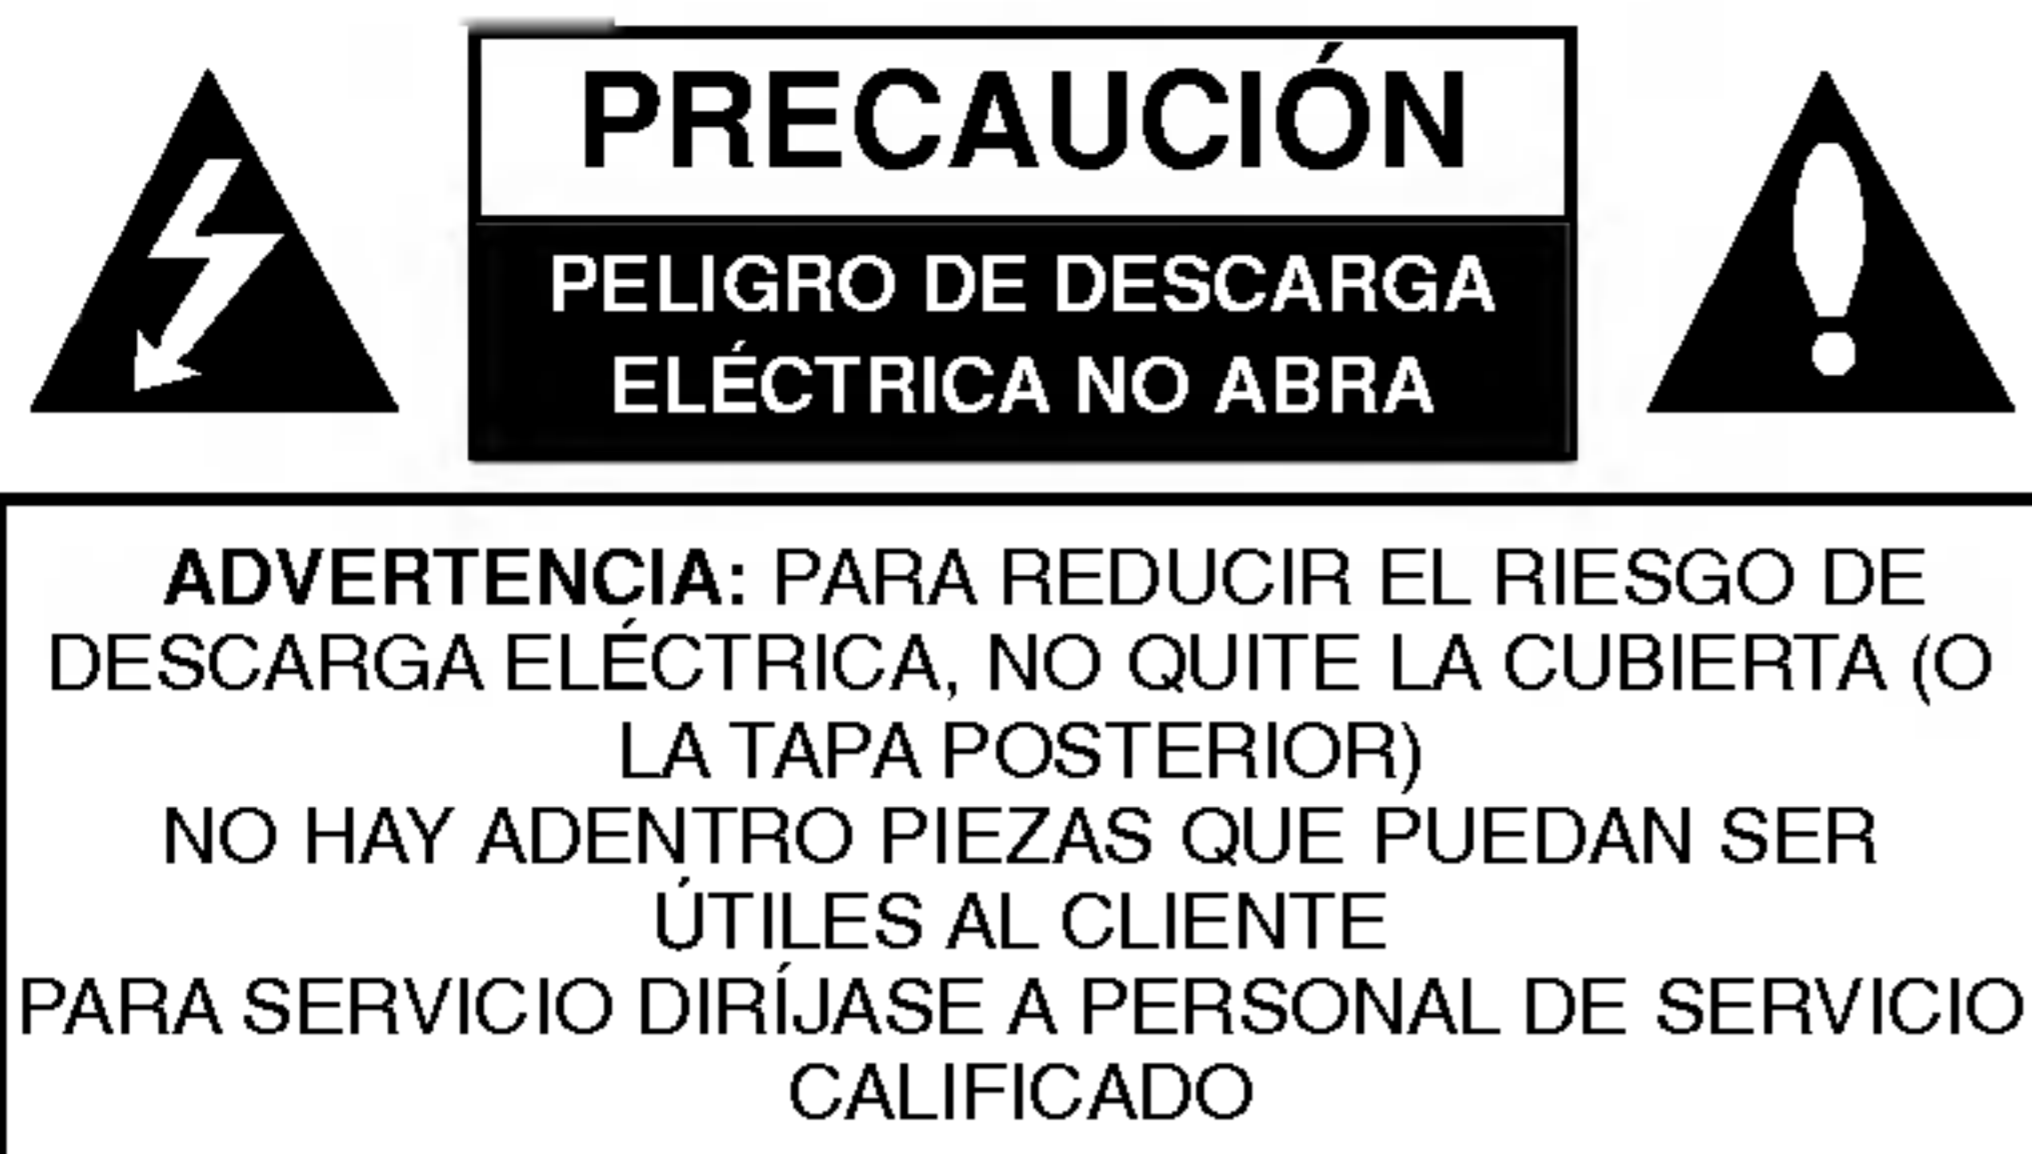 PRECAUCIÓN
PELIGRO DE DESCARGA
ELÉCTRICA NO ABRA
ADVERTENCIA: PARA REDUCIR EL RIESGO DE
DESCARGA ELÉCTRICA, NO QUITE LA CUBIERTA (O
LA TAPA POSTERIOR)
NO HAY ADENTRO PIEZAS QUE PUEDAN SER
ÚTILES AL CLIENTE
PARA SERVICIO DIRÍJASE A PERSONAL DE SERVICIO
CALIFICADO